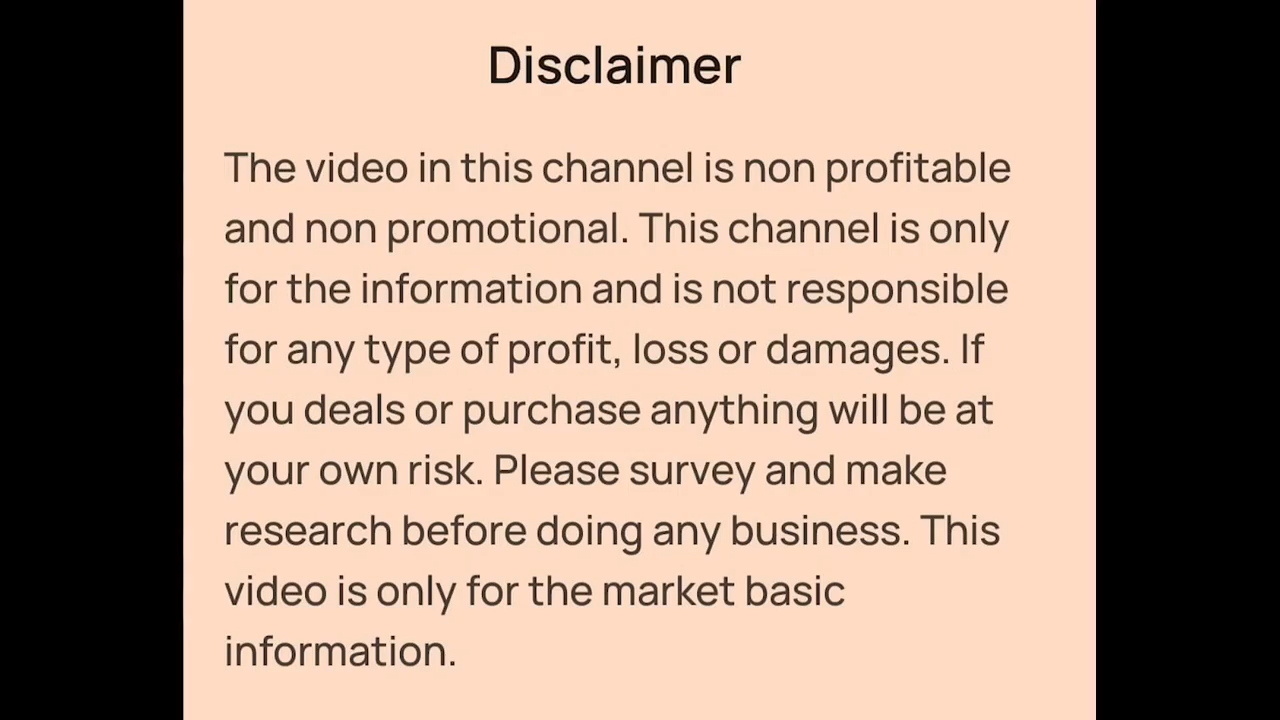 Disclaimer
The video in this channel is non profitable
and non promotional. This channel is only
for the information and is not responsible
for any type of profit, loss or damages. If
you deals or purchase anything will be at
your own risk. Please survey and make
research before doing any business. This
video is only for the market basic
information.